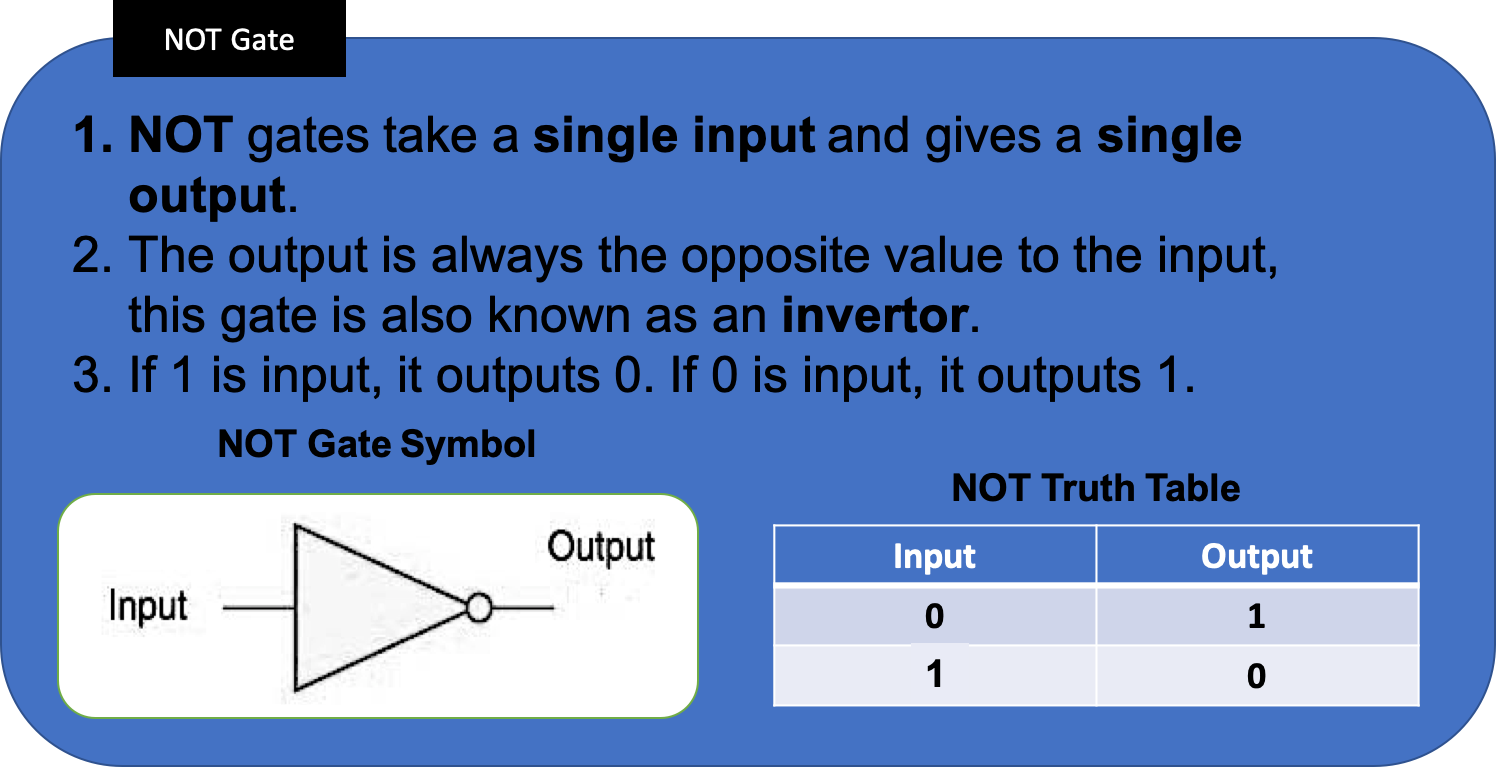 NOT Gate
1. NOT gates take a single input and gives a single
output.
2. The output is always the opposite value to the input,
this gate is also known as an invertor.
3. If 1 is input, it outputs 0. If 0 is input, it outputs 1.
NOT Gate Symbol
Input
Output
NOT Truth Table
Input Output
0 1
1 0